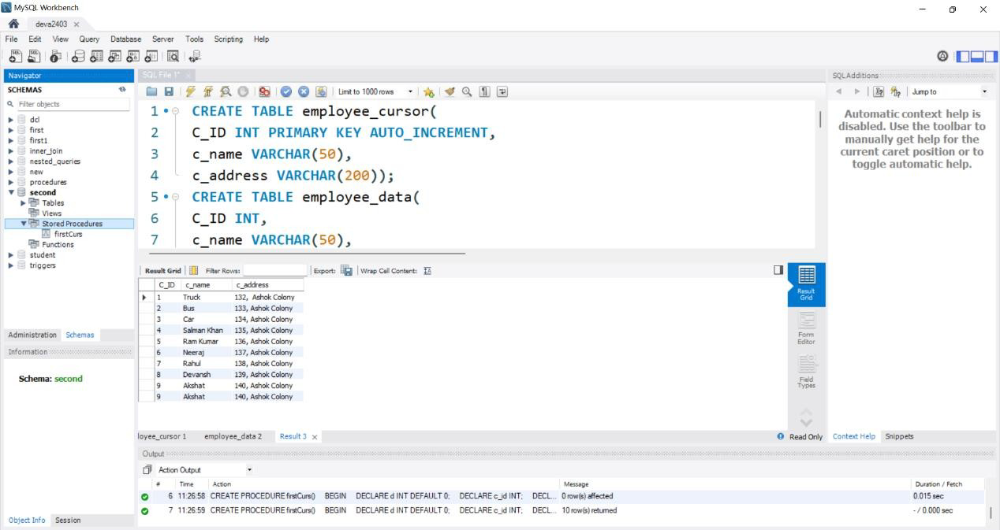 MySQL Workbench
deva2403
File Edit View Query Database Server Tools Scripting Help
Navigator
SCHEMAS
Filter objects
dcl
first
first1
inner_join
nested_queries
new
procedures
second
Tables
Views
Stored Procedures
firstCurs
Functions
student
triggers
Administration Schemas
Information
Schema: second
Object Info Session
SQL File 1*
Limit to 1000 rows
1 CREATE TABLE employee_cursor(
2 C_ID INT PRIMARY KEY AUTO_INCREMENT,
3 c_name VARCHAR(50),
4 c_address VARCHAR(200));
5 CREATE TABLE employee_data(
6 C_ID INT,
7 c_name VARCHAR(50),
Result Grid Filter Rows: Export: Wrap Cell Content:
C_ID c_name c_address
1 Truck 132, Ashok Colony
2 Bus 133, Ashok Colony
3 Car 134, Ashok Colony
4 Salman Khan 135, Ashok Colony
5 Ram Kumar 136, Ashok Colony
6 Neeraj 137, Ashok Colony
7 Rahul 138, Ashok Colony
8 Devansh 139, Ashok Colony
9 Akshat 140, Ashok Colony
9 Akshat 140, Ashok Colony
Result
Grid
Form
Editor
Field
Types
loyee_cursor 1 employee_data 2 Result 3 Read Only
Output
Action Output
# Time Action Message Duration / Fetch
6 11:26:58 CREATE PROCEDURE firstCurs() BEGIN DECLARE d INT DEFAULT 0; DECLARE c_id INT; DECL... 0 row(s) affected 0.015 sec
7 11:26:59 CREATE PROCEDURE firstCurs() BEGIN DECLARE d INT DEFAULT 0; DECLARE c_id INT; DECL... 10 row(s) returned - / 0.000 sec
SQLAdditions
Jump to
Automatic context help is
disabled. Use the toolbar to
manually get help for the
current caret position or to
toggle automatic help.
Context Help Snippets